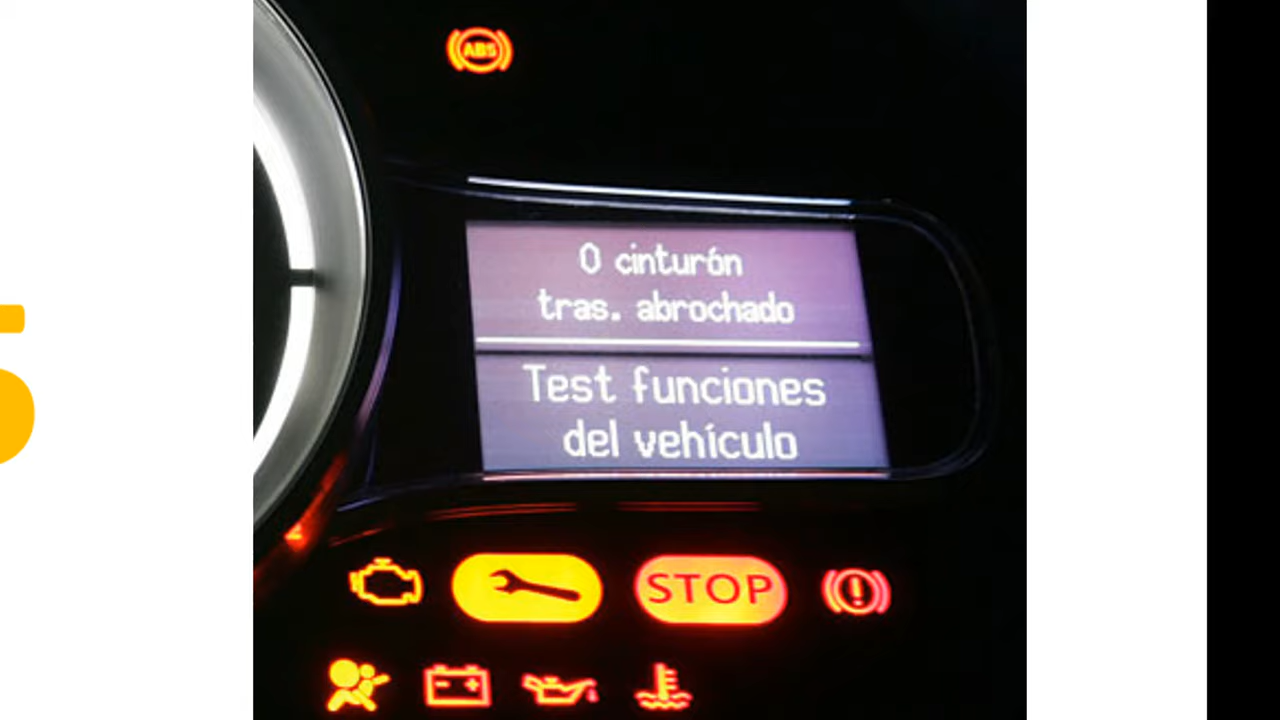 ABS
0 cinturón
tras. abrochado
Test funciones
del vehículo
STOP